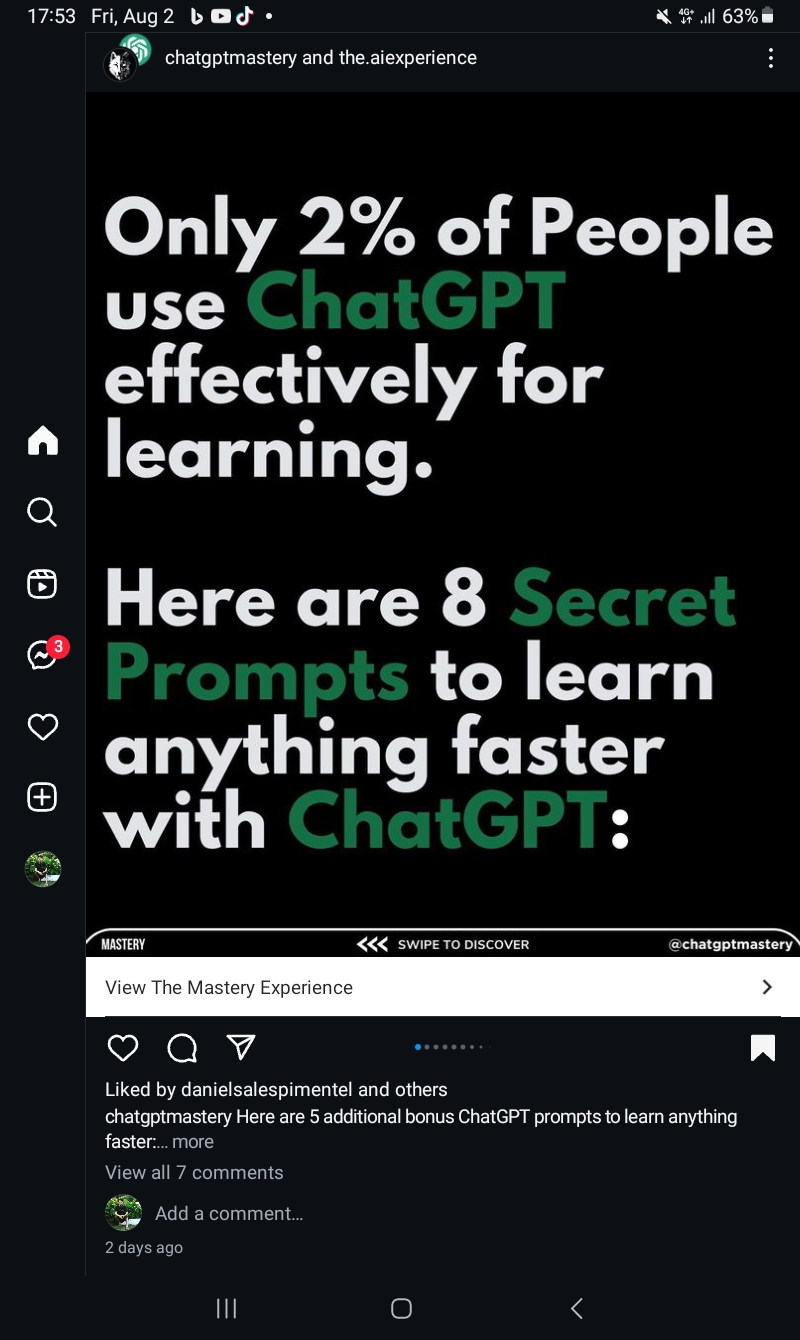 17:53 Fri, Aug 2 63%
4G+
chatgptmastery and the.aiexperience
Only 2% of People
use ChatGPT
effectively for
learning.
Here are 8 Secret
Prompts to learn
anything faster
with ChatGPT:
MASTERY SWIPE TO DISCOVER @chatgptmastery
View The Mastery Experience
3
Liked by danielsalespimentel and others
chatgptmastery Here are 5 additional bonus ChatGPT prompts to learn anything
faster:... more
View all 7 comments
Add a comment...
2 days ago